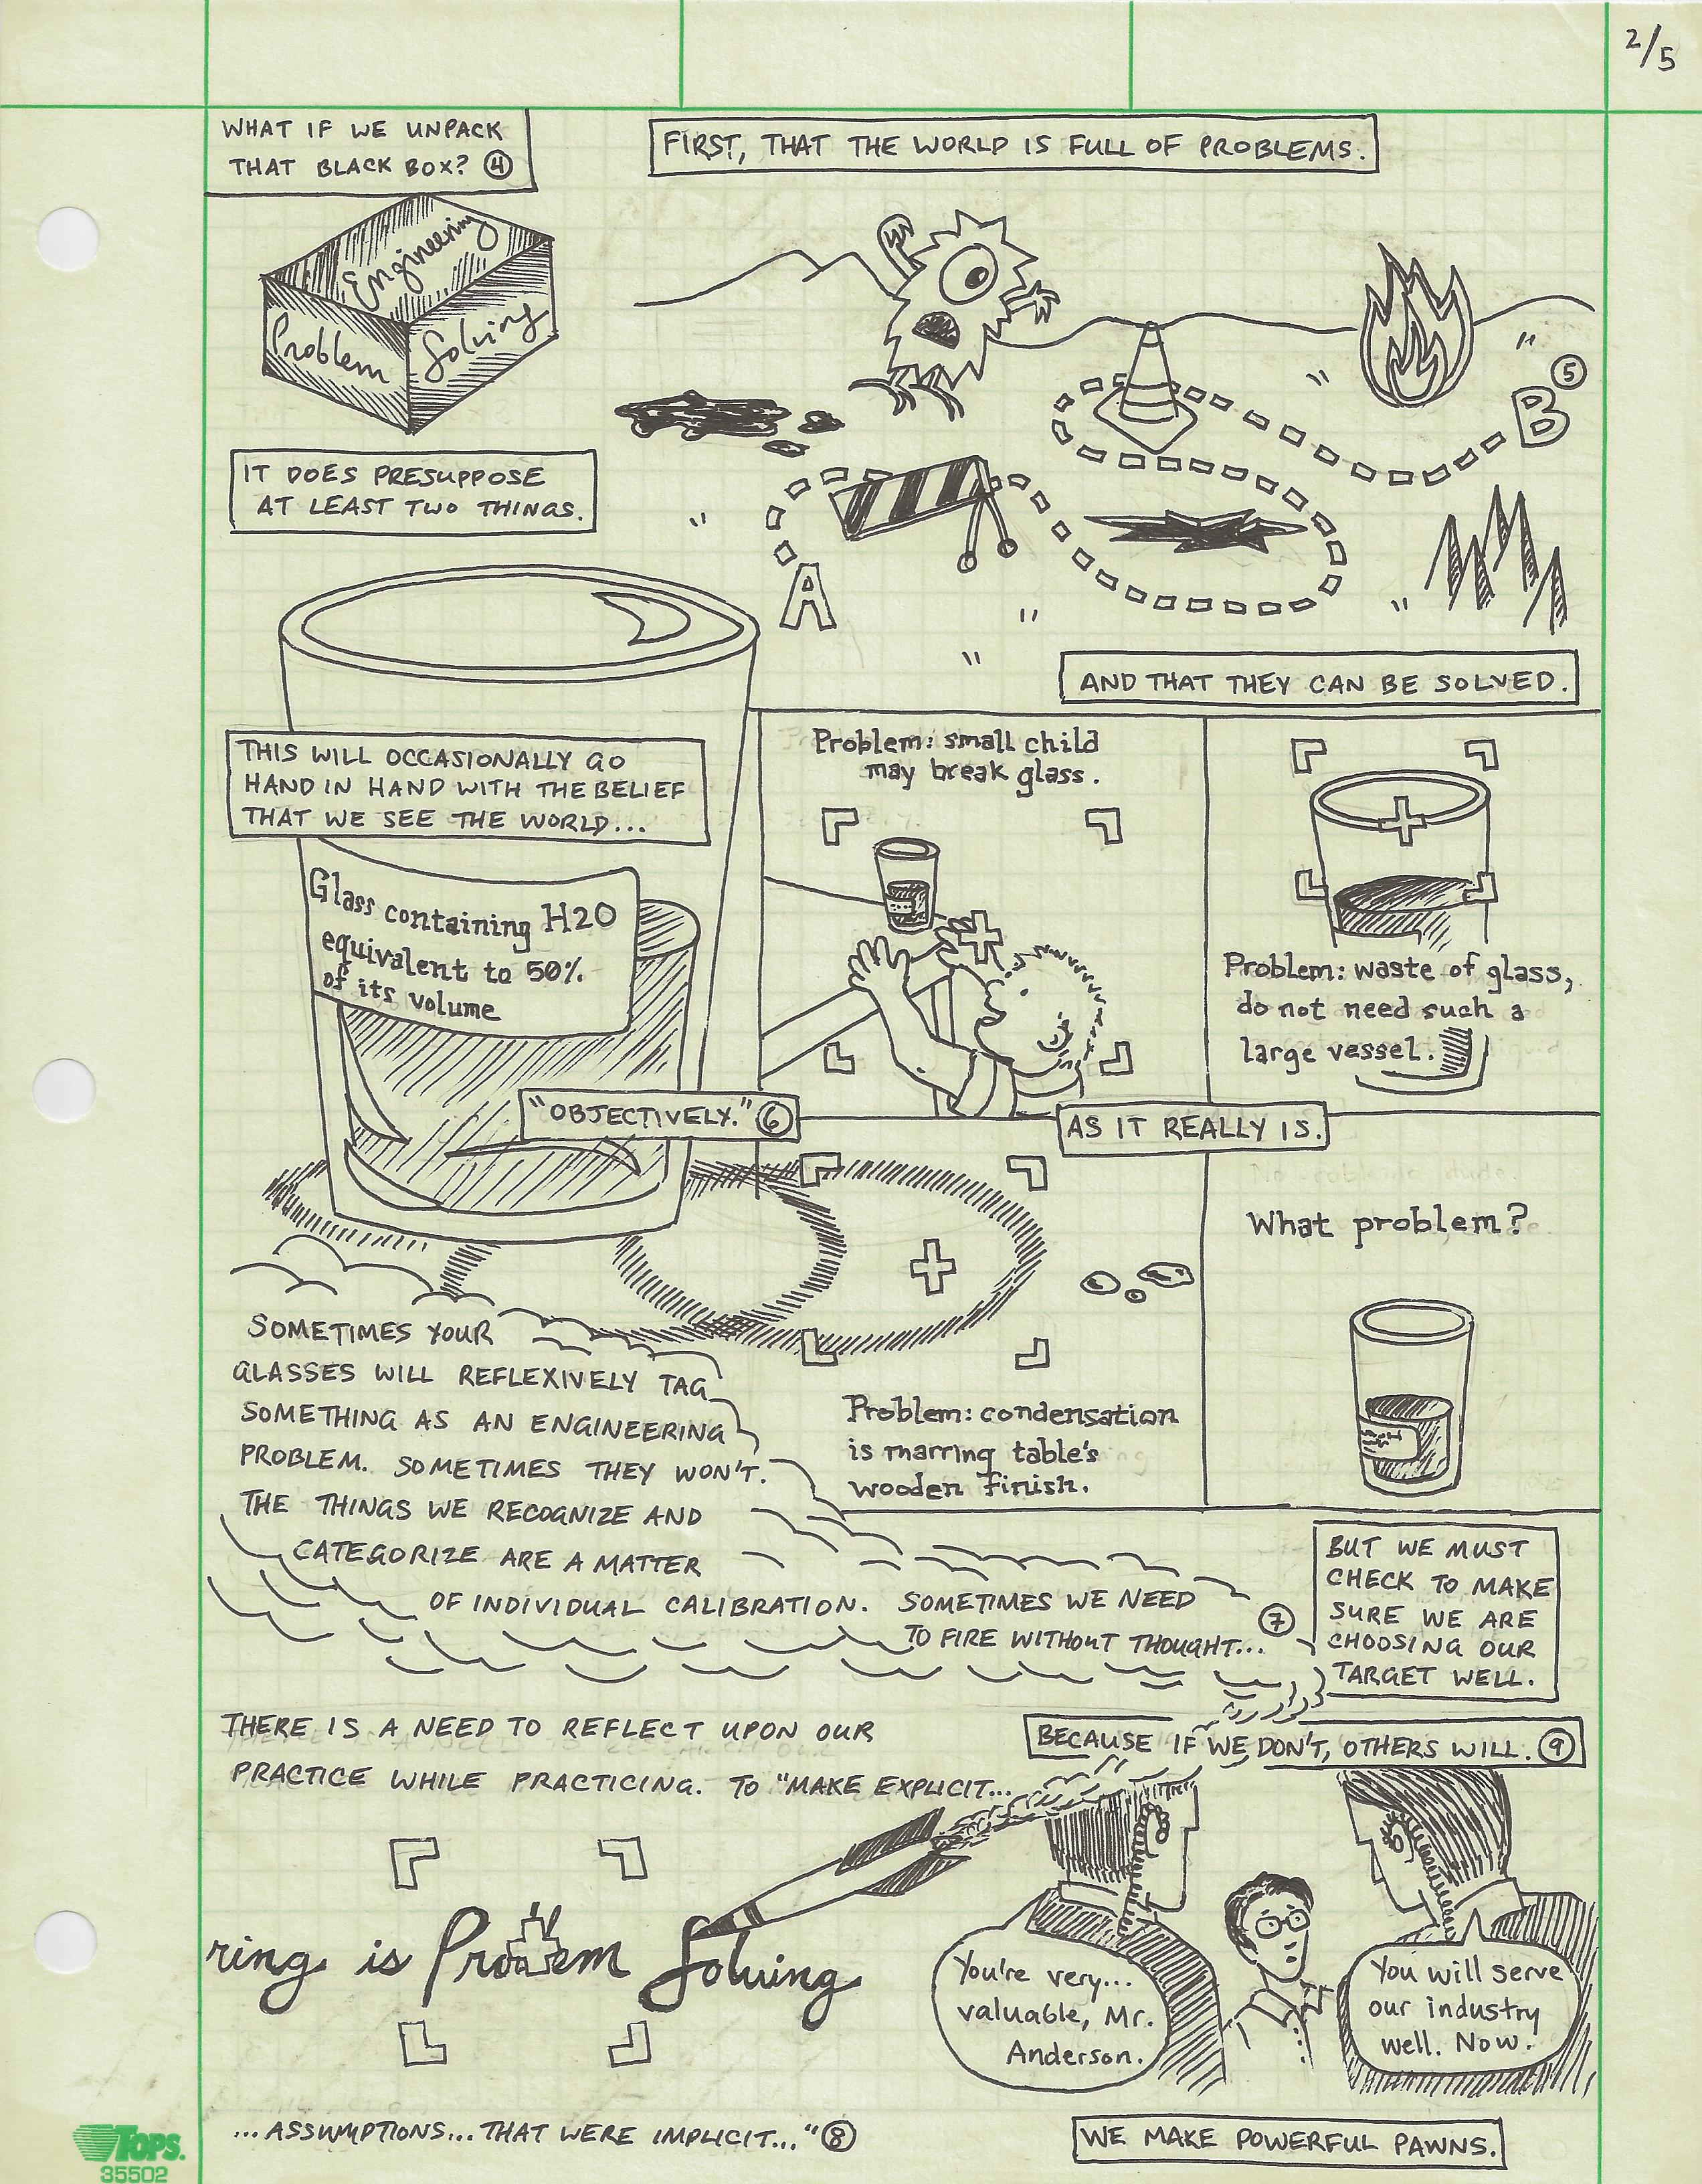 2/5
WHAT IF WE UNPACK
THAT BLACK BOX? ④
Engineering
Problem Solving
IT DOES PRESUPPOSE
AT LEAST TWO THINGS.
FIRST, THAT THE WORLD IS FULL OF PROBLEMS.
⑤
B
A
AND THAT THEY CAN BE SOLVED.
THIS WILL OCCASIONALLY GO
HAND IN HAND WITH THE BELIEF
THAT WE SEE THE WORLD...
Glass containing H2O
equivalent to 50%
of its volume
"OBJECTIVELY." ⑥
Problem: small child
may break glass.
Problem: waste of glass,
do not need such a
large vessel.
AS IT REALLY IS.
Problem: condensation
is marring table's
wooden finish.
What problem?
SOMETIMES YOUR
GLASSES WILL REFLEXIVELY TAG
SOMETHING AS AN ENGINEERING
PROBLEM. SOMETIMES THEY WON'T.
THE THINGS WE RECOGNIZE AND
CATEGORIZE ARE A MATTER
OF INDIVIDUAL CALIBRATION. SOMETIMES WE NEED
TO FIRE WITHOUT THOUGHT... ⑦
BUT WE MUST
CHECK TO MAKE
SURE WE ARE
CHOOSING OUR
TARGET WELL.
THERE IS A NEED TO REFLECT UPON OUR
PRACTICE WHILE PRACTICING. TO "MAKE EXPLICIT...
ring is Problem Solving
...ASSUMPTIONS...THAT WERE IMPLICIT..." ⑧
BECAUSE IF WE DON'T, OTHERS WILL. ⑨
You're very...
valuable, Mr.
Anderson.
You will serve
our industry
well. Now.
WE MAKE POWERFUL PAWNS.
TOPS.
35502